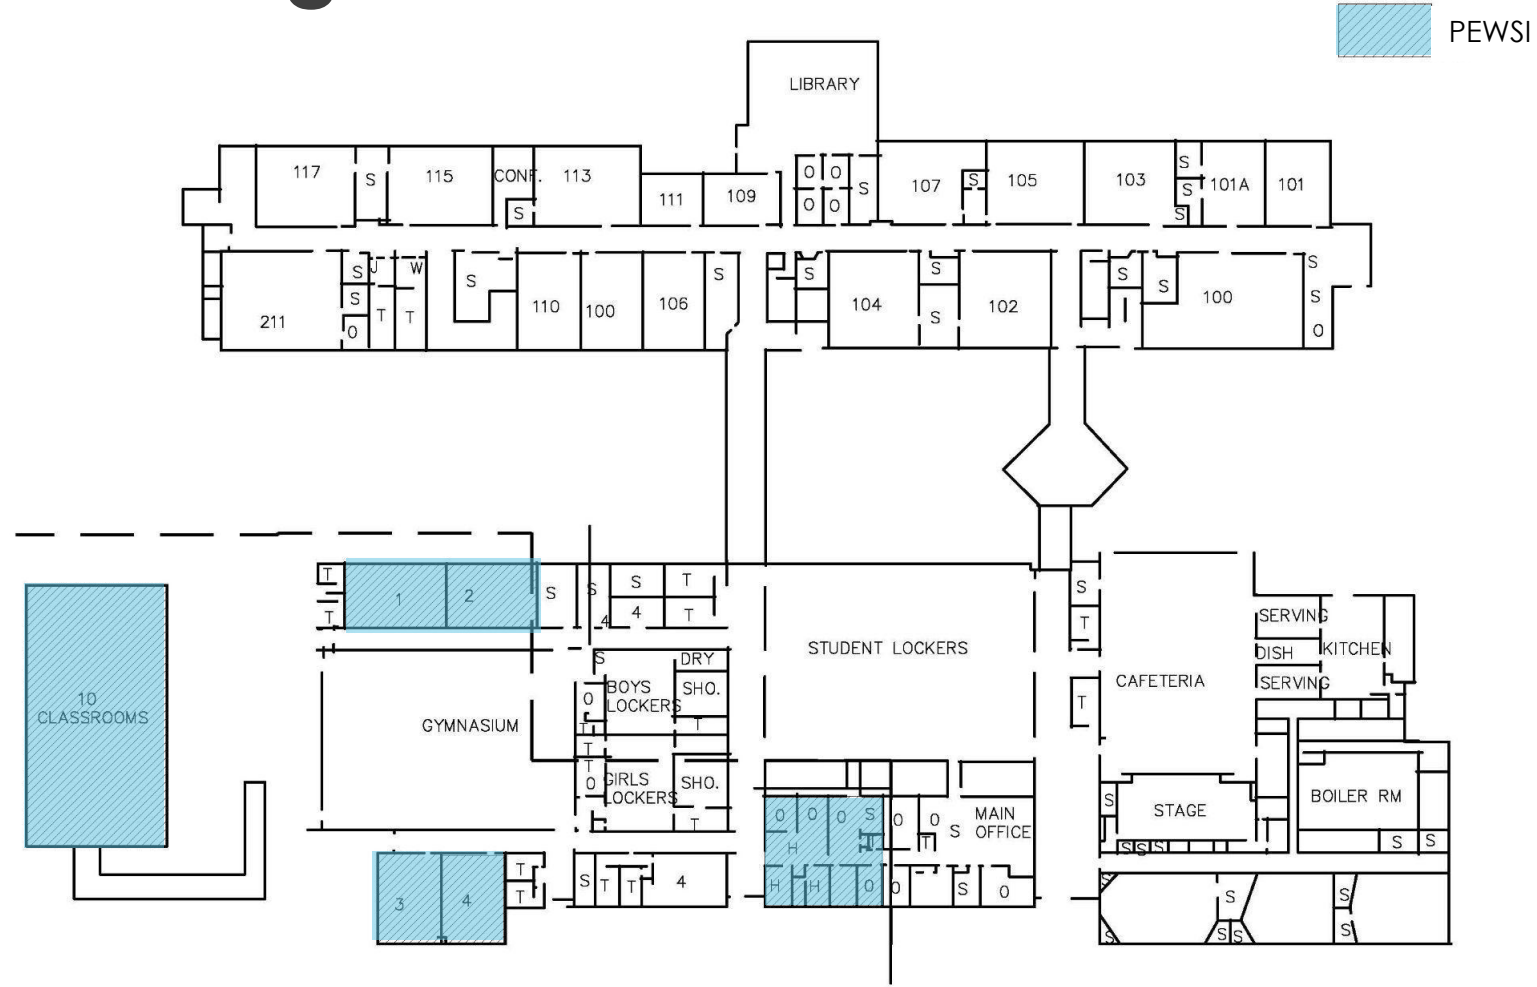 PEWSI
LIBRARY
117
S
115
CONF.
S
113
111
109
O O
O O
S
107
S
105
103
S
S
S
101A
101
211
S
S
O
J
T
W
T
S
110
100
106
S
S
104
S
S
102
S
S
100
S
S
O
T
T
1
2
S
S
4
S
4
T
T
10
CLASSROOMS
GYMNASIUM
S
BOYS
LOCKERS
O
T
DRY
SHO.
T
T
T
O
GIRLS
LOCKERS
SHO.
T
STUDENT LOCKERS
S
T
T
CAFETERIA
SERVING
DISH
SERVING
KITCHEN
STAGE
S
S S S
BOILER RM
S S
3
4
T
T
S T T
4
O O O S
T
H
H H O
O O
T
S
MAIN
OFFICE
O
S
O
S
S
S
S S
S
S